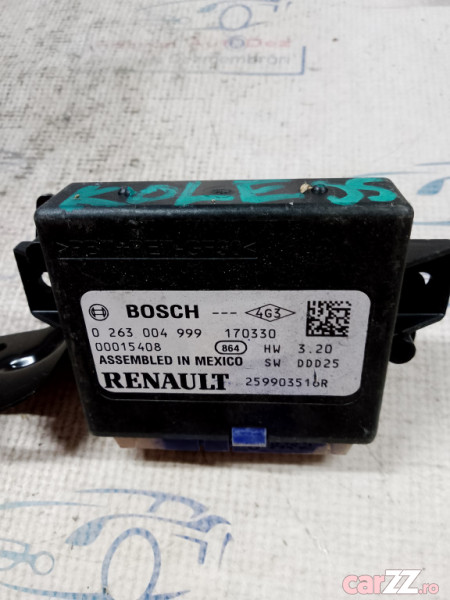 KOLEOS
BOSCH --- 4G3
0 263 004 999 170330
00015408 864 HW 3.20
ASSEMBLED IN MEXICO SW DDD25
RENAULT 259903516R
carZZ.ro